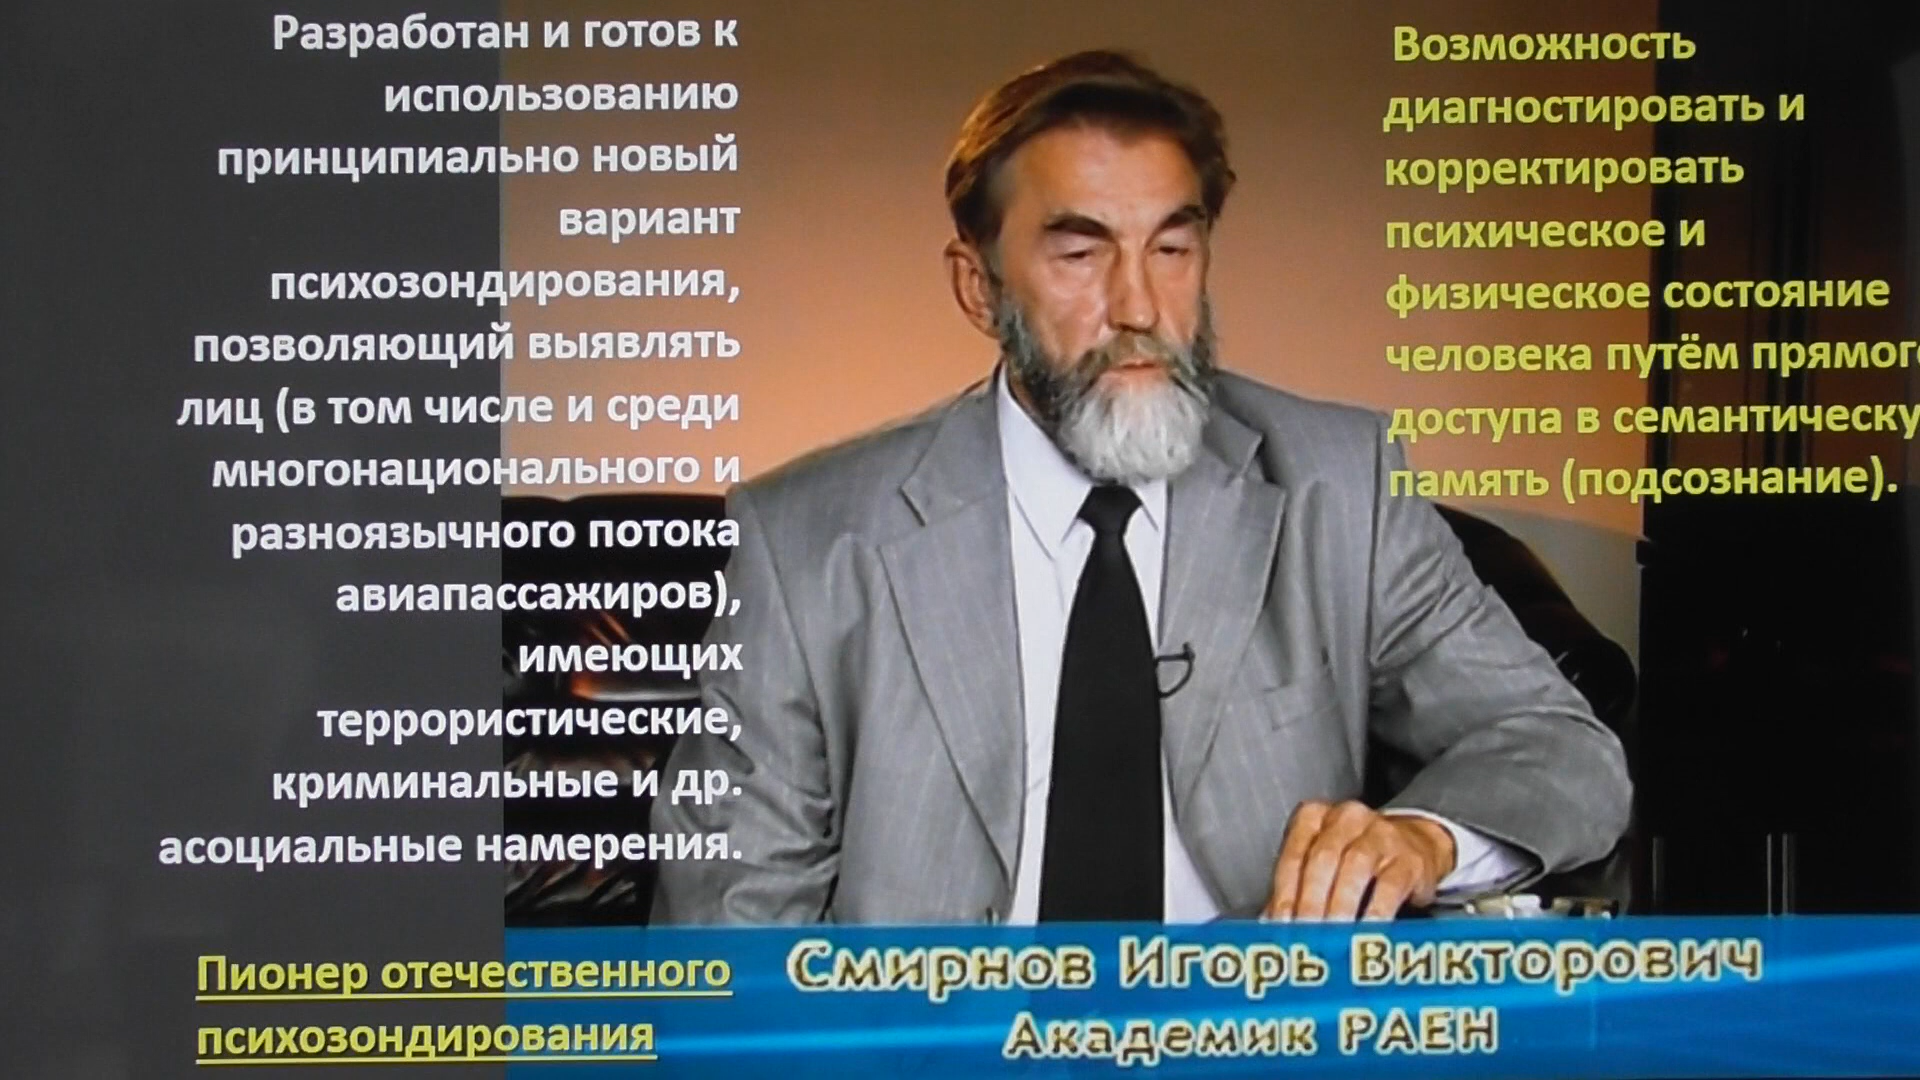 Разработан и готов к
использованию
принципиально новый
вариант
психозондирования,
позволяющий выявлять
лиц (в том числе и среди
многонационального и
разноязычного потока
авиапассажиров),
имеющих
террористические,
криминальные и др.
асоциальные намерения.
Возможность
диагностировать и
корректировать
психическое и
физическое состояние
человека путём прямого
доступа в семантическу
память (подсознание).
Пионер отечественного
психозондирования
Смирнов Игорь Викторович
Академик РАЕН